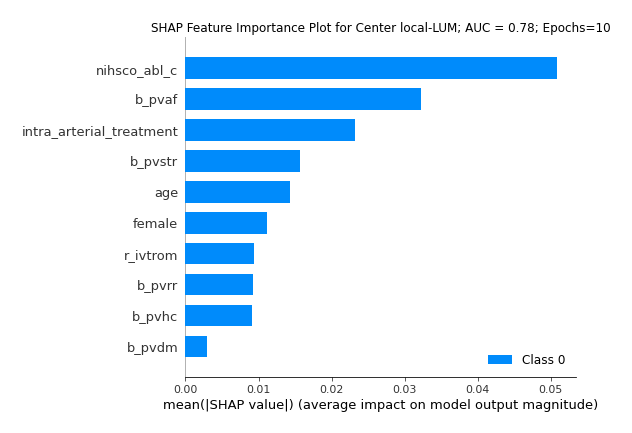 SHAP Feature Importance Plot for Center local-LUM; AUC = 0.78; Epochs=10
nihsco_abl_c
b_pvaf
intra_arterial_treatment
b_pvstr
age
female
r_ivtrom
b_pvrr
b_pvhc
b_pvdm
Class 0
0.00 0.01 0.02 0.03 0.04 0.05
mean(|SHAP value|) (average impact on model output magnitude)